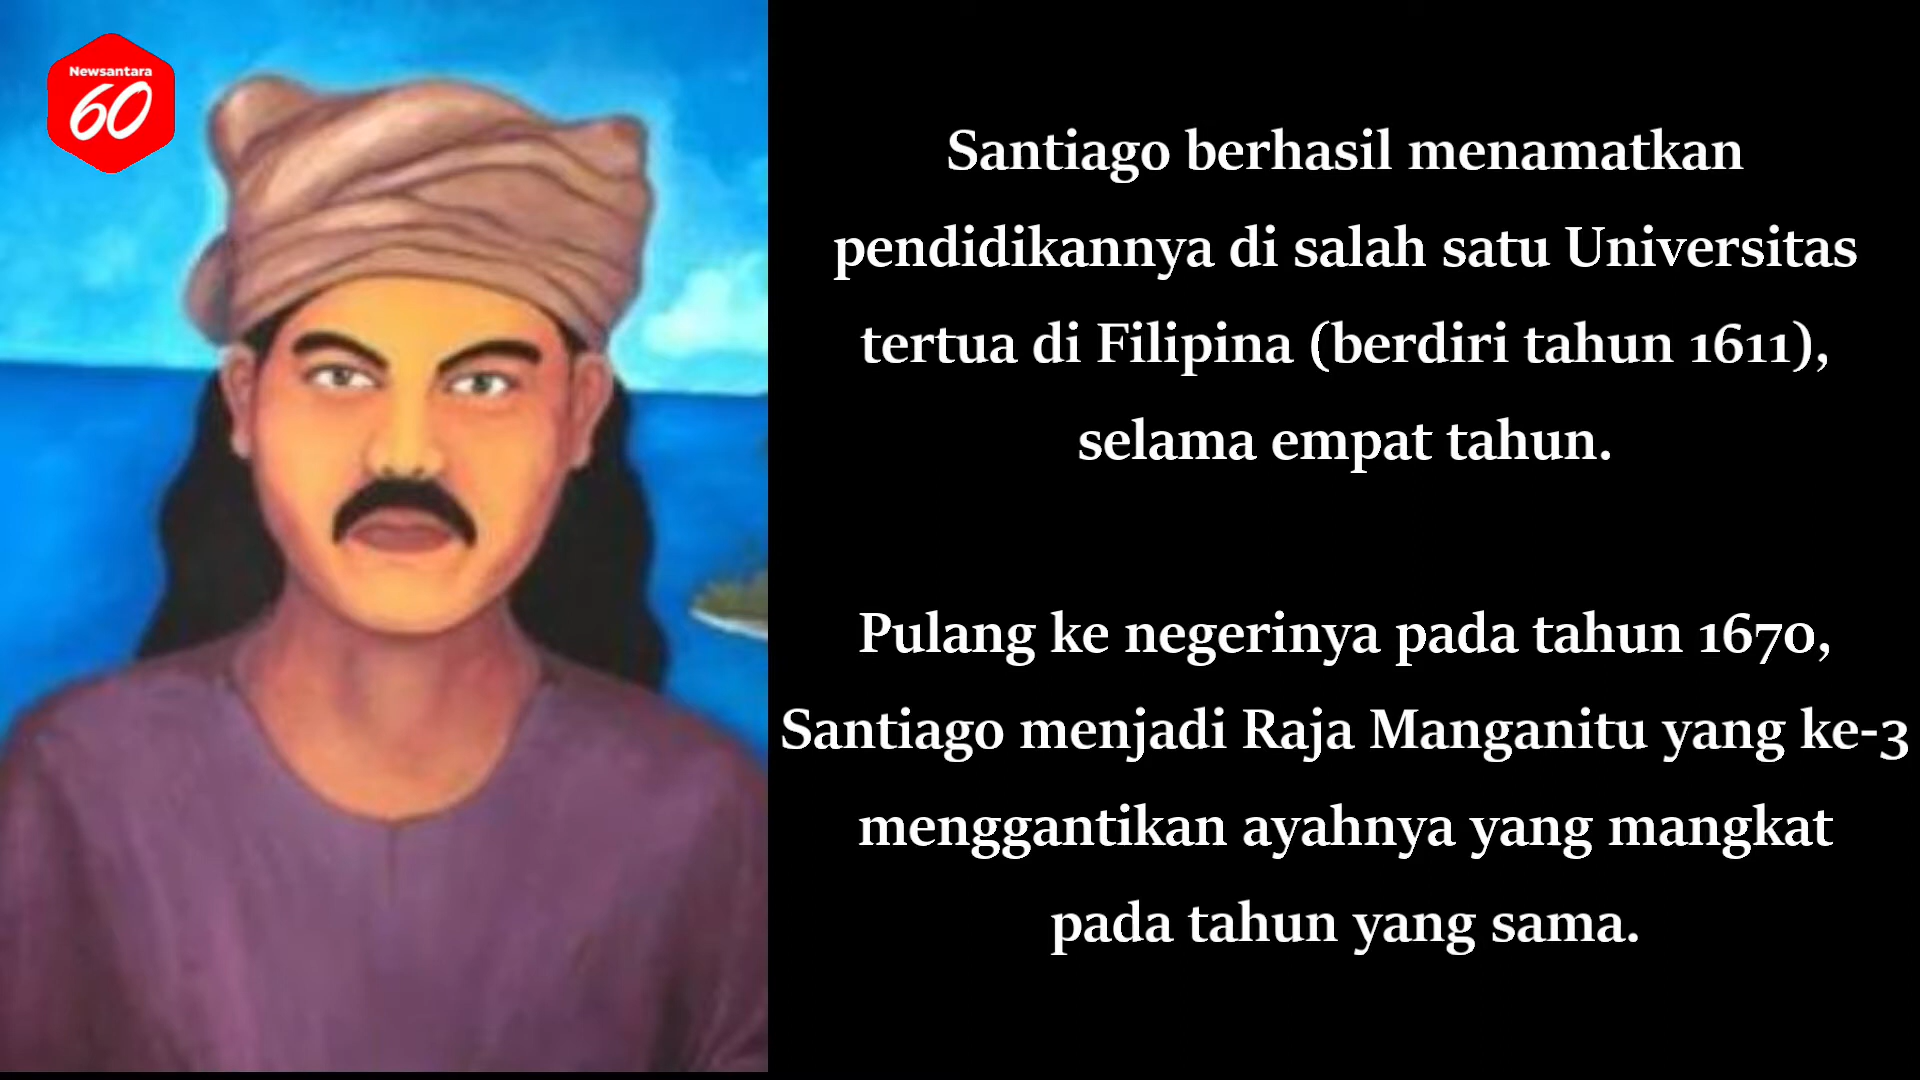 Newsantara
60
Santiago berhasil menamatkan
pendidikannya di salah satu Universitas
tertua di Filipina (berdiri tahun 1611),
selama empat tahun.
Pulang ke negerinya pada tahun 1670,
Santiago menjadi Raja Manganitu yang ke-3
menggantikan ayahnya yang mangkat
pada tahun yang sama.